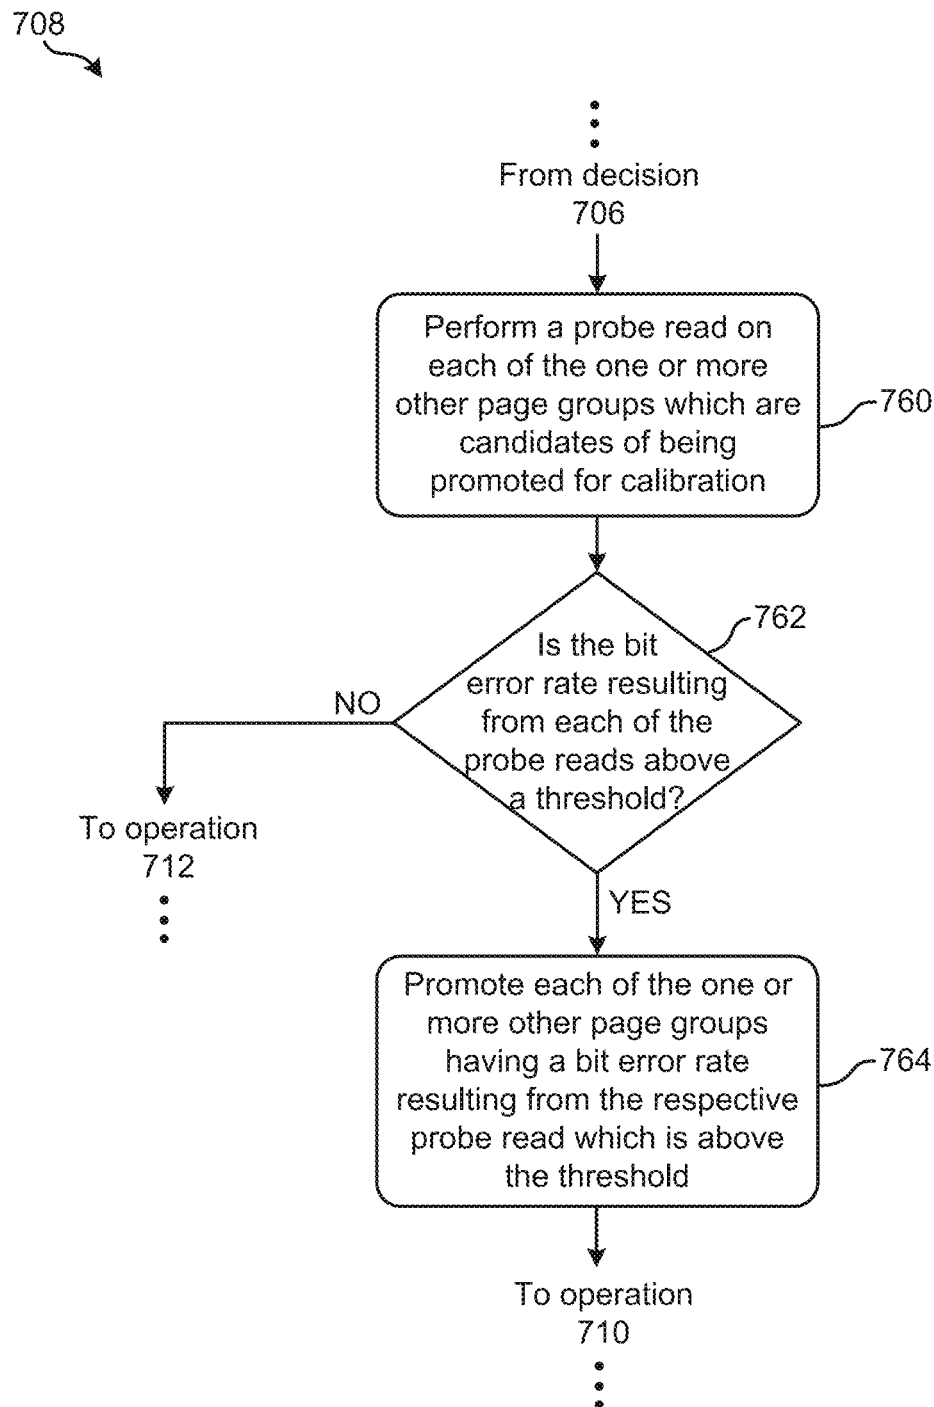 708
From decision
706
Perform a probe read on
each of the one or more
other page groups which are
candidates of being
promoted for calibration
760
762
Is the bit
error rate resulting
from each of the
probe reads above
a threshold?
NO
To operation
712
YES
Promote each of the one or
more other page groups
having a bit error rate
resulting from the respective
probe read which is above
the threshold
764
To operation
710